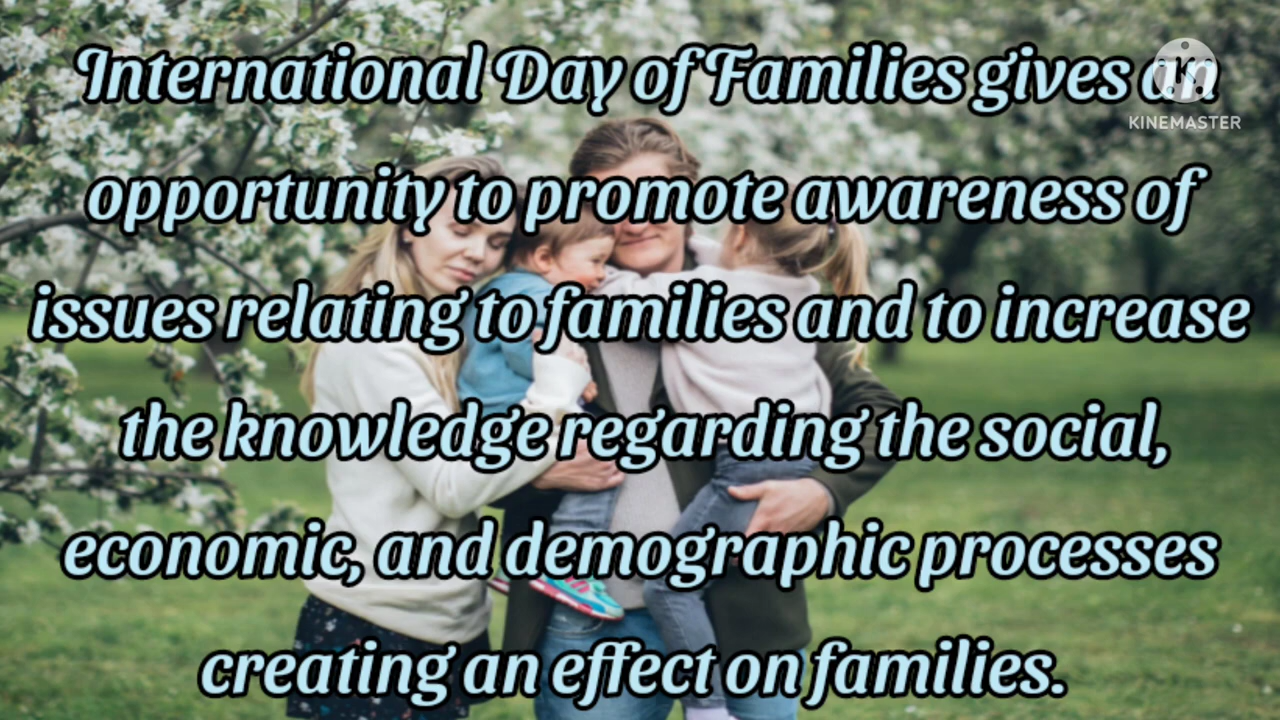 International Day of Families gives an
KINEMASTER
opportunity to promote awareness of
issues relating to families and to increase
the knowledge regarding the social,
economic, and demographic processes
creating an effect on families.